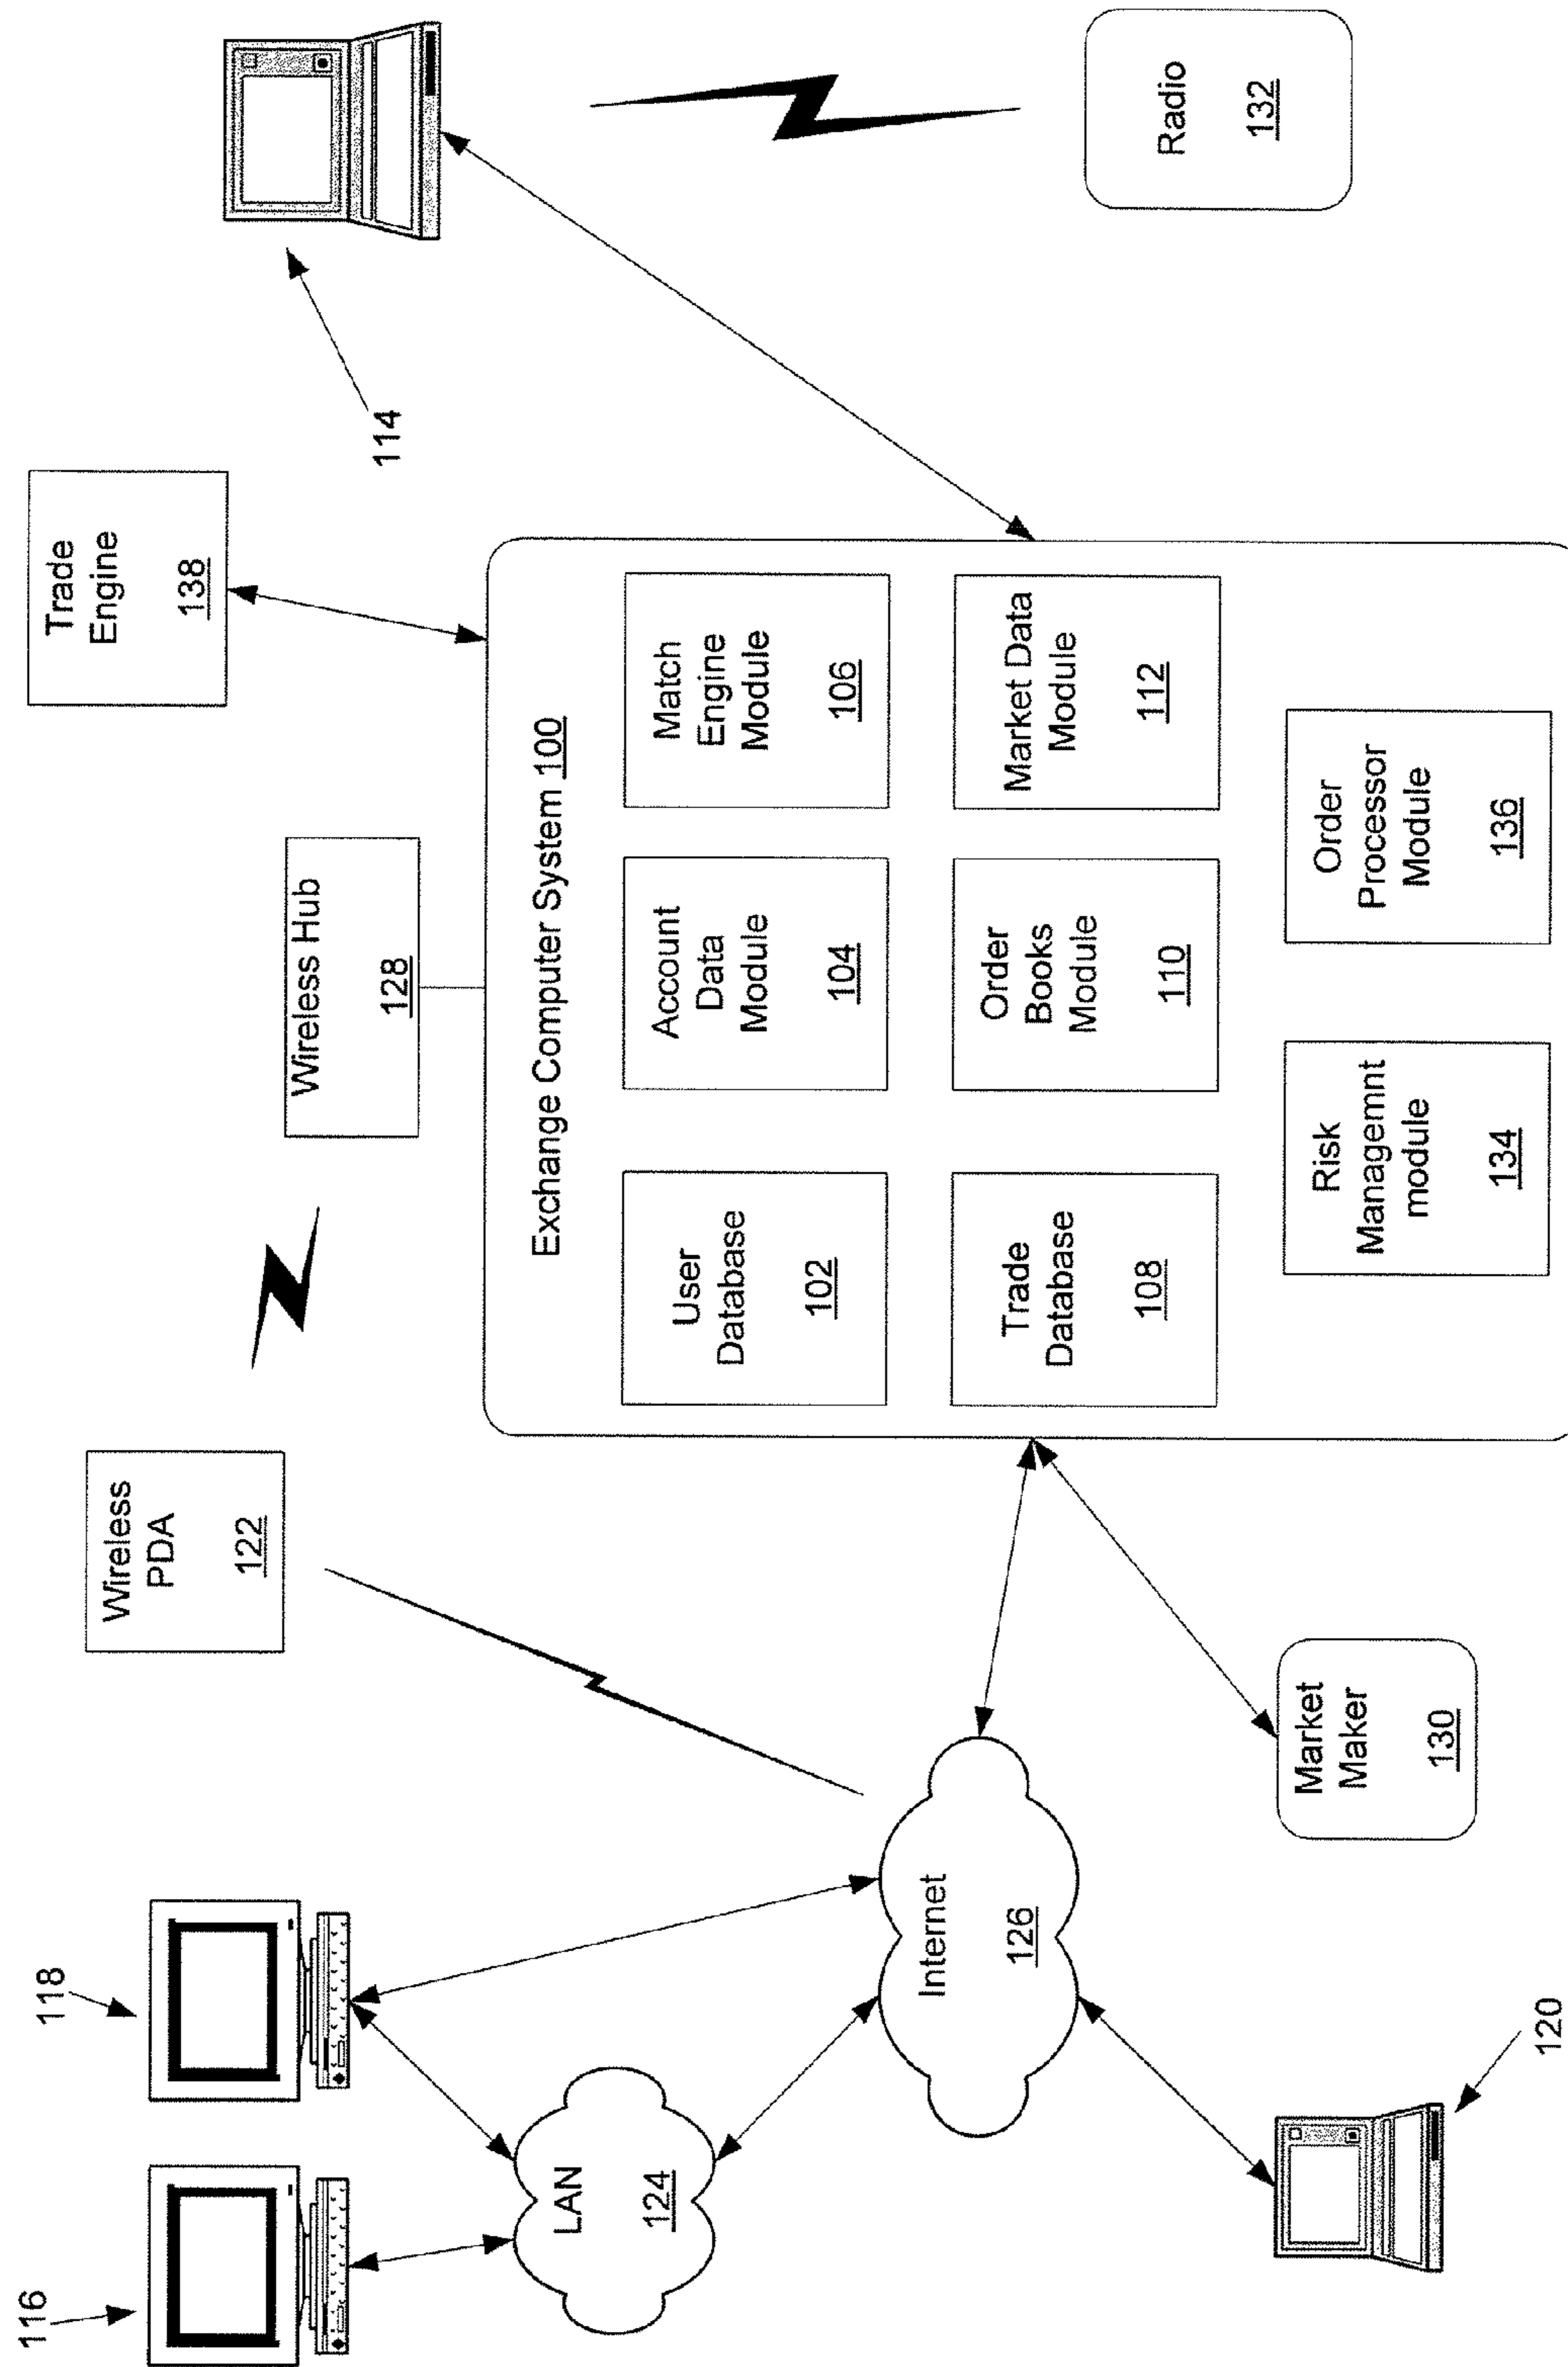 Trade
Engine
138
114
Wireless Hub
128
Wireless
PDA
122
118
116
Exchange Computer System 100
User
Database
102
Account
Data
Module
104
Match
Engine
Module
106
Trade
Database
108
Order
Books
Module
110
Market Data
Module
112
Risk
Managemnt
module
134
Order
Processor
Module
136
LAN
124
Internet
126
Market
Maker
130
Radio
132
120